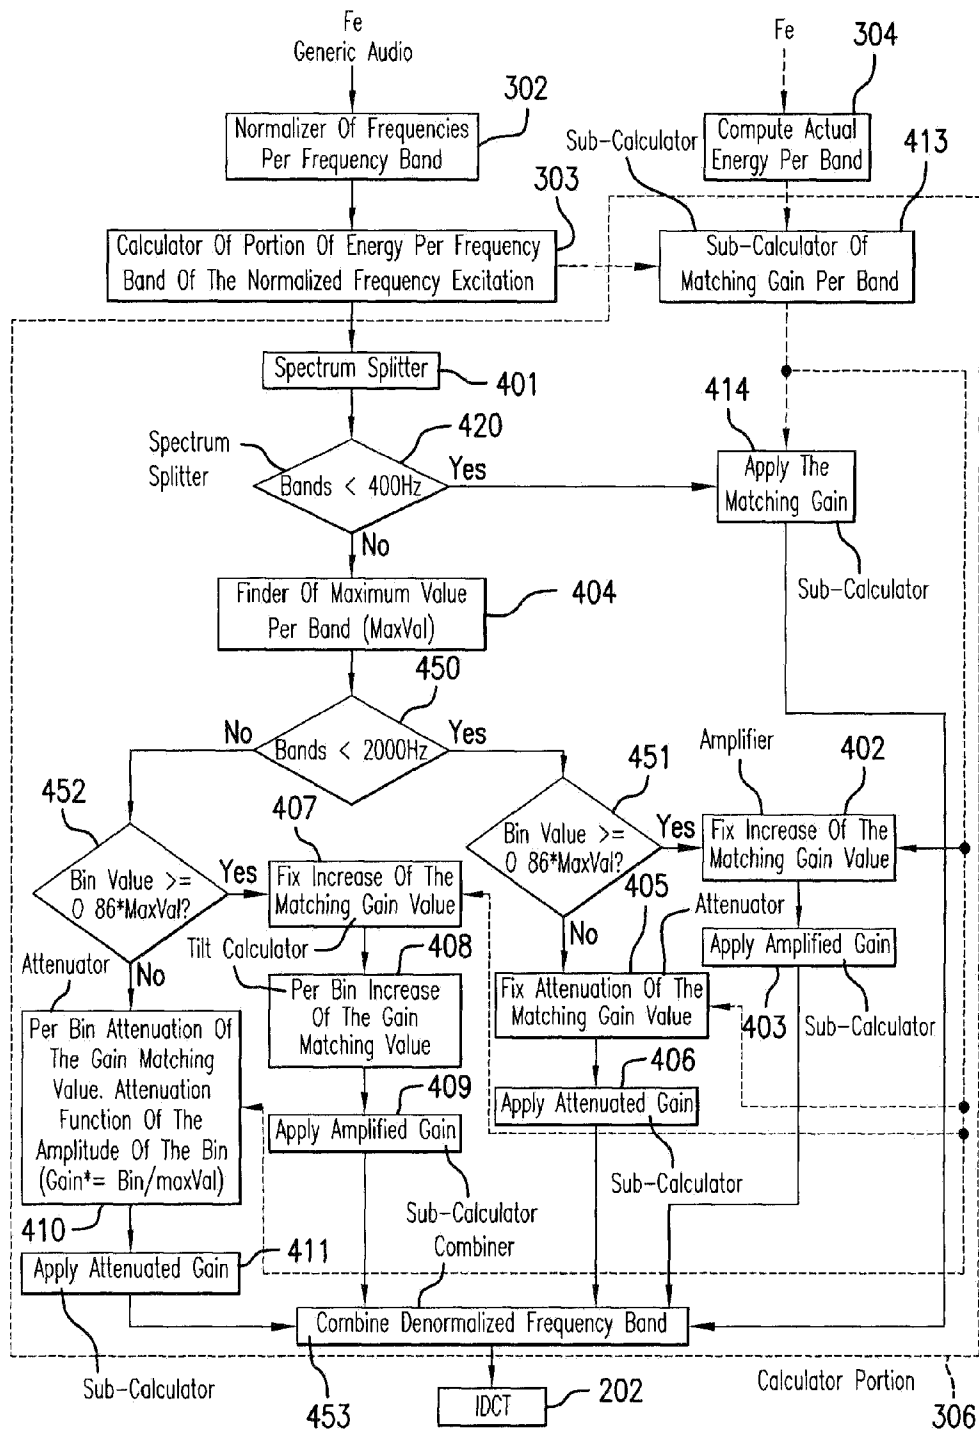 Fe
Generic Audio
Fe
304
302
Normalizer Of Frequencies
Per Frequency Band
Sub-Calculator
Compute Actual
Energy Per Band
413
303
Calculator Of Portion Of Energy Per Frequency
Band Of The Normalized Frequency Excitation
Sub-Calculator Of
Matching Gain Per Band
Spectrum Splitter
401
420
414
Spectrum
Splitter
Bands < 400Hz
Yes
Apply The
Matching Gain
No
Finder Of Maximum Value
Per Band (MaxVal)
404
Sub-Calculator
450
No
Bands < 2000Hz
Yes
451
Amplifier
402
452
407
Bin Value >=
0 86*MaxVal?
Yes
Fix Increase Of The
Matching Gain Value
Bin Value >=
0 86*MaxVal?
Yes
Fix Increase Of The
Matching Gain Value
405
Attenuator
No
Tilt Calculator
408
Apply Amplified Gain
Attenuator
No
Per Bin Increase
Of The Gain
Matching Value
Fix Attenuation Of The
Matching Gain Value
403
Sub-Calculator
Per Bin Attenuation Of
The Gain Matching
Value. Attenuation
Function Of The
Amplitude Of The Bin
(Gain*= Bin/maxVal)
409
406
Apply Amplified Gain
Apply Attenuated Gain
Sub-Calculator
410
Sub-Calculator
Combiner
411
Apply Attenuated Gain
Combine Denormalized Frequency Band
Sub-Calculator
453
IDCT
202
Calculator Portion
306